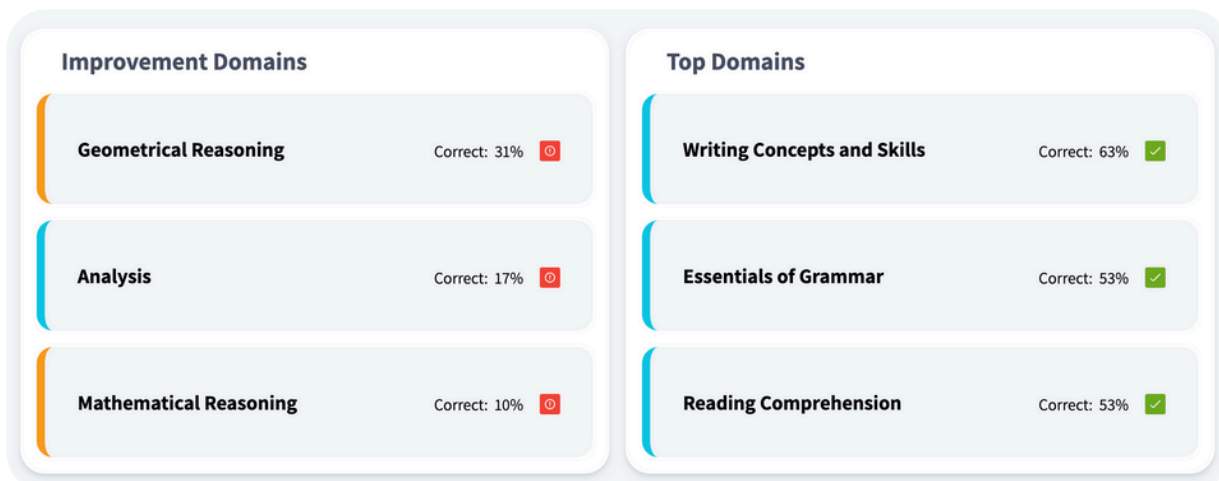 Improvement Domains
Geometrical Reasoning Correct: 31%
Analysis Correct: 17%
Mathematical Reasoning Correct: 10%
Top Domains
Writing Concepts and Skills Correct: 63%
Essentials of Grammar Correct: 53%
Reading Comprehension Correct: 53%